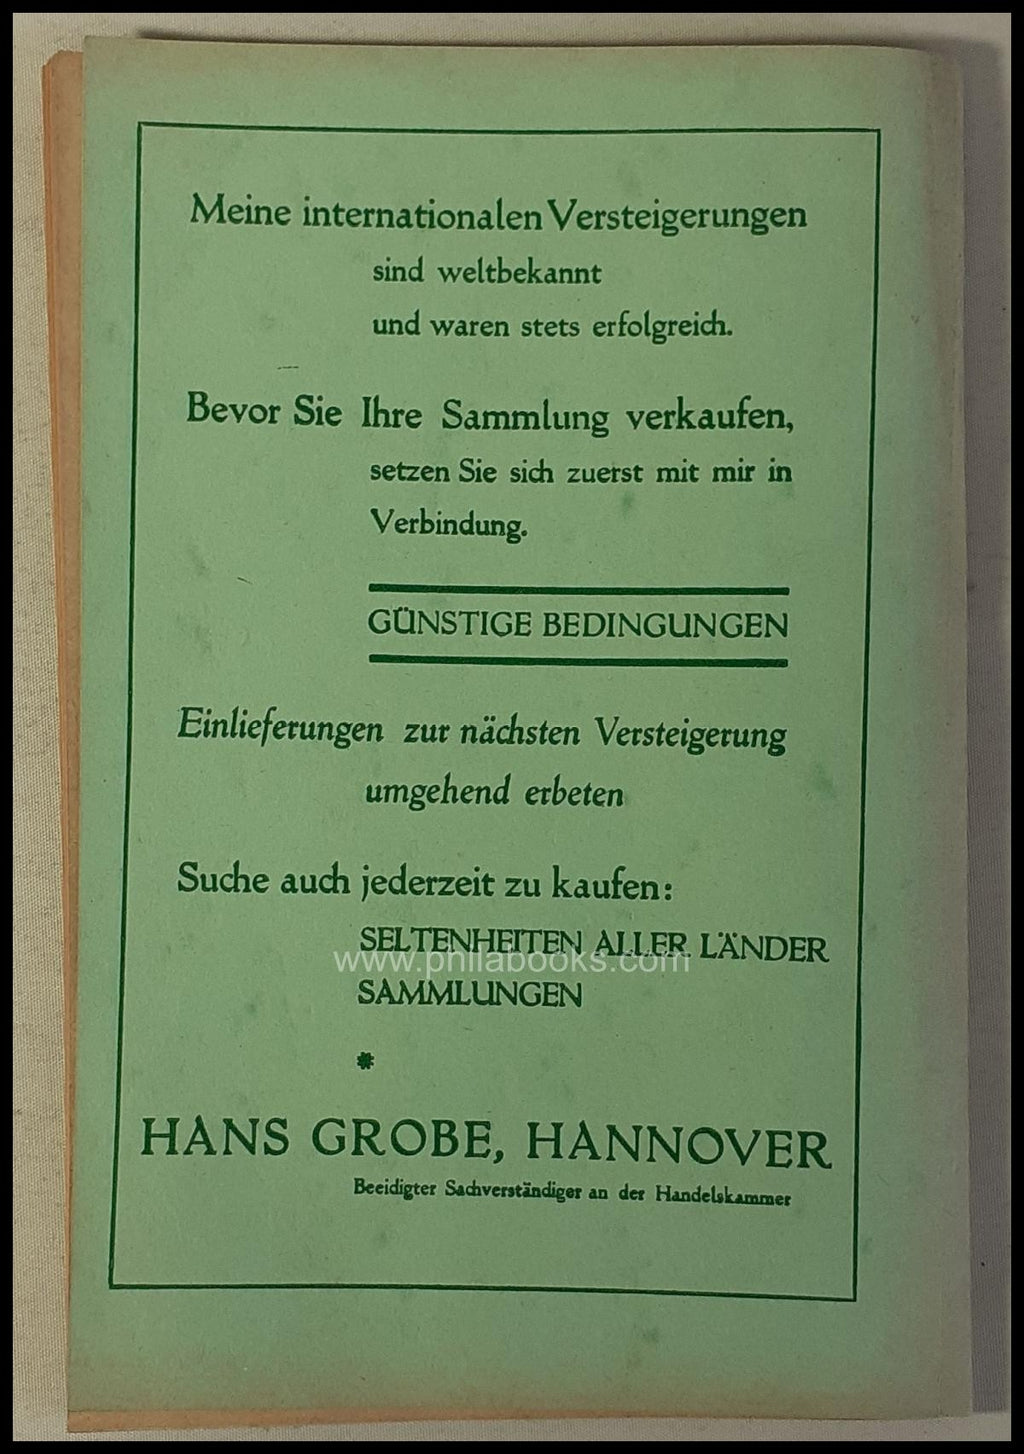 Meine internationalen Versteigerungen
sind weltbekannt
und waren stets erfolgreich.
Bevor Sie Ihre Sammlung verkaufen,
setzen Sie sich zuerst mit mir in
Verbindung.
GÜNSTIGE BEDINGUNGEN
Einlieferungen zur nächsten Versteigerung
umgehend erbeten
Suche auch jederzeit zu kaufen:
SELTENHEITEN ALLER LÄNDER
www.philabooks.com
SAMMLUNGEN
*
HANS GROBE, HANNOVER
Beeidigter Sachverständiger an der Handelskammer